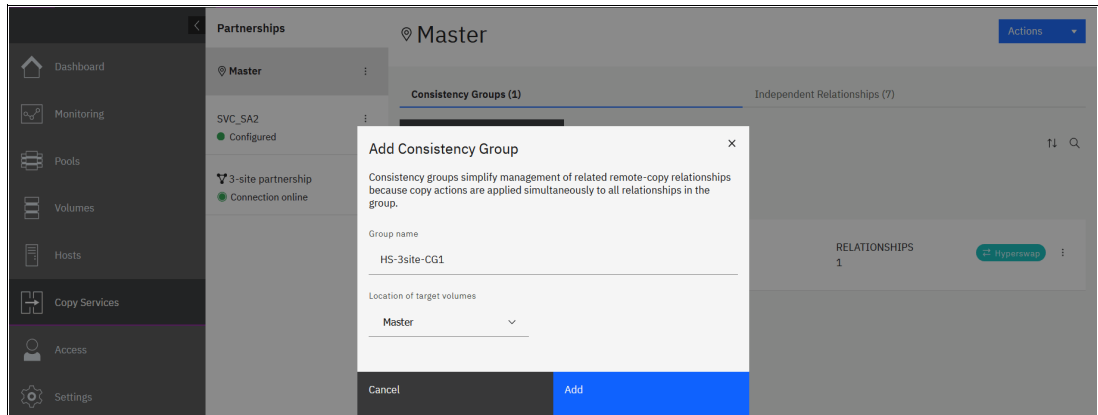 Partnerships
Master
Actions
Dashboard
Master
Consistency Groups (1)
Independent Relationships (7)
Monitoring
SVC_SA2
Configured
Add Consistency Group
Pools
Consistency groups simplify management of related remote-copy relationships
because copy actions are applied simultaneously to all relationships in the
group.
3-site partnership
Connection online
Volumes
Group name
Hosts
HS-3site-CG1
RELATIONSHIPS
1
Hyperswap
Location of target volumes
Copy Services
Master
Access
Cancel
Add
Settings